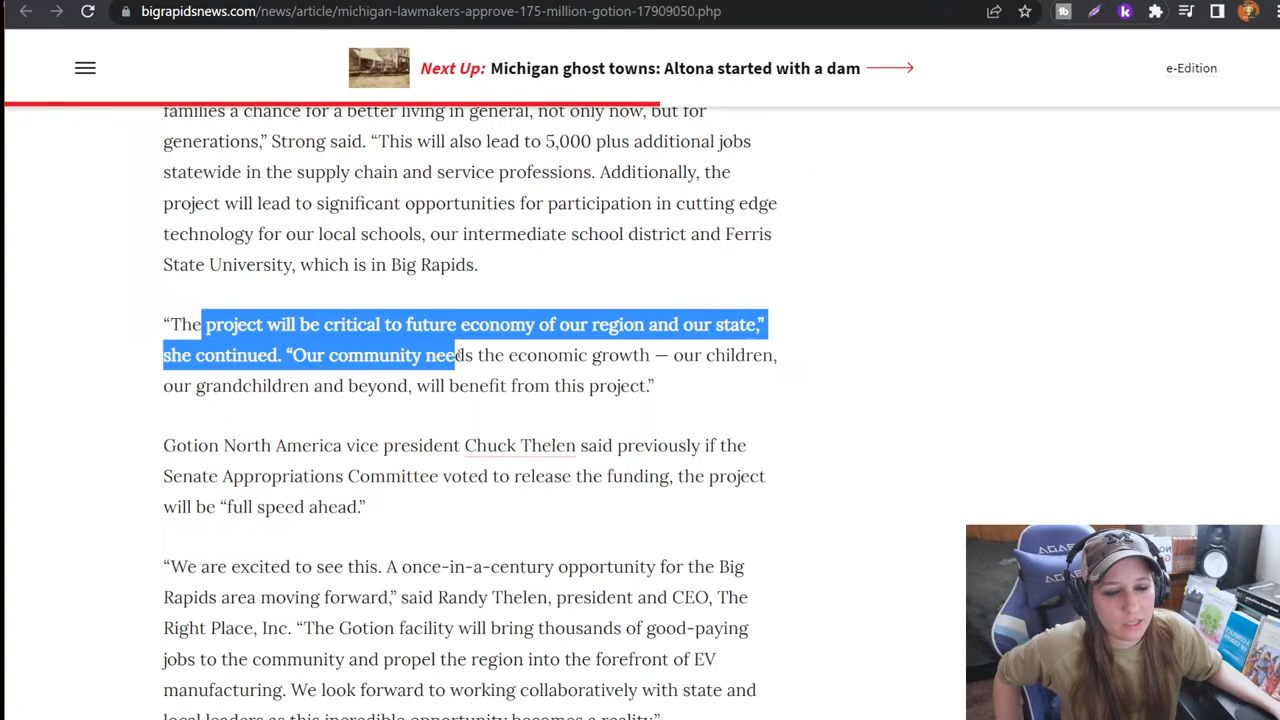 bigrapidsnews.com/news/article/michigan-lawmakers-approve-175-million-gotion-17909050.php
Next Up: Michigan ghost towns: Altona started with a dam
e-Edition
families a chance for a better living in general, not only now, but for
generations,” Strong said. “This will also lead to 5,000 plus additional jobs
statewide in the supply chain and service professions. Additionally, the
project will lead to significant opportunities for participation in cutting edge
technology for our local schools, our intermediate school district and Ferris
State University, which is in Big Rapids.
“The project will be critical to future economy of our region and our state,”
she continued. “Our community needs the economic growth — our children,
our grandchildren and beyond, will benefit from this project.”
Gotion North America vice president Chuck Thelen said previously if the
Senate Appropriations Committee voted to release the funding, the project
will be “full speed ahead.”
“We are excited to see this. A once-in-a-century opportunity for the Big
Rapids area moving forward,” said Randy Thelen, president and CEO, The
Right Place, Inc. “The Gotion facility will bring thousands of good-paying
jobs to the community and propel the region into the forefront of EV
manufacturing. We look forward to working collaboratively with state and
local leaders as this incredible opportunity becomes a reality.”